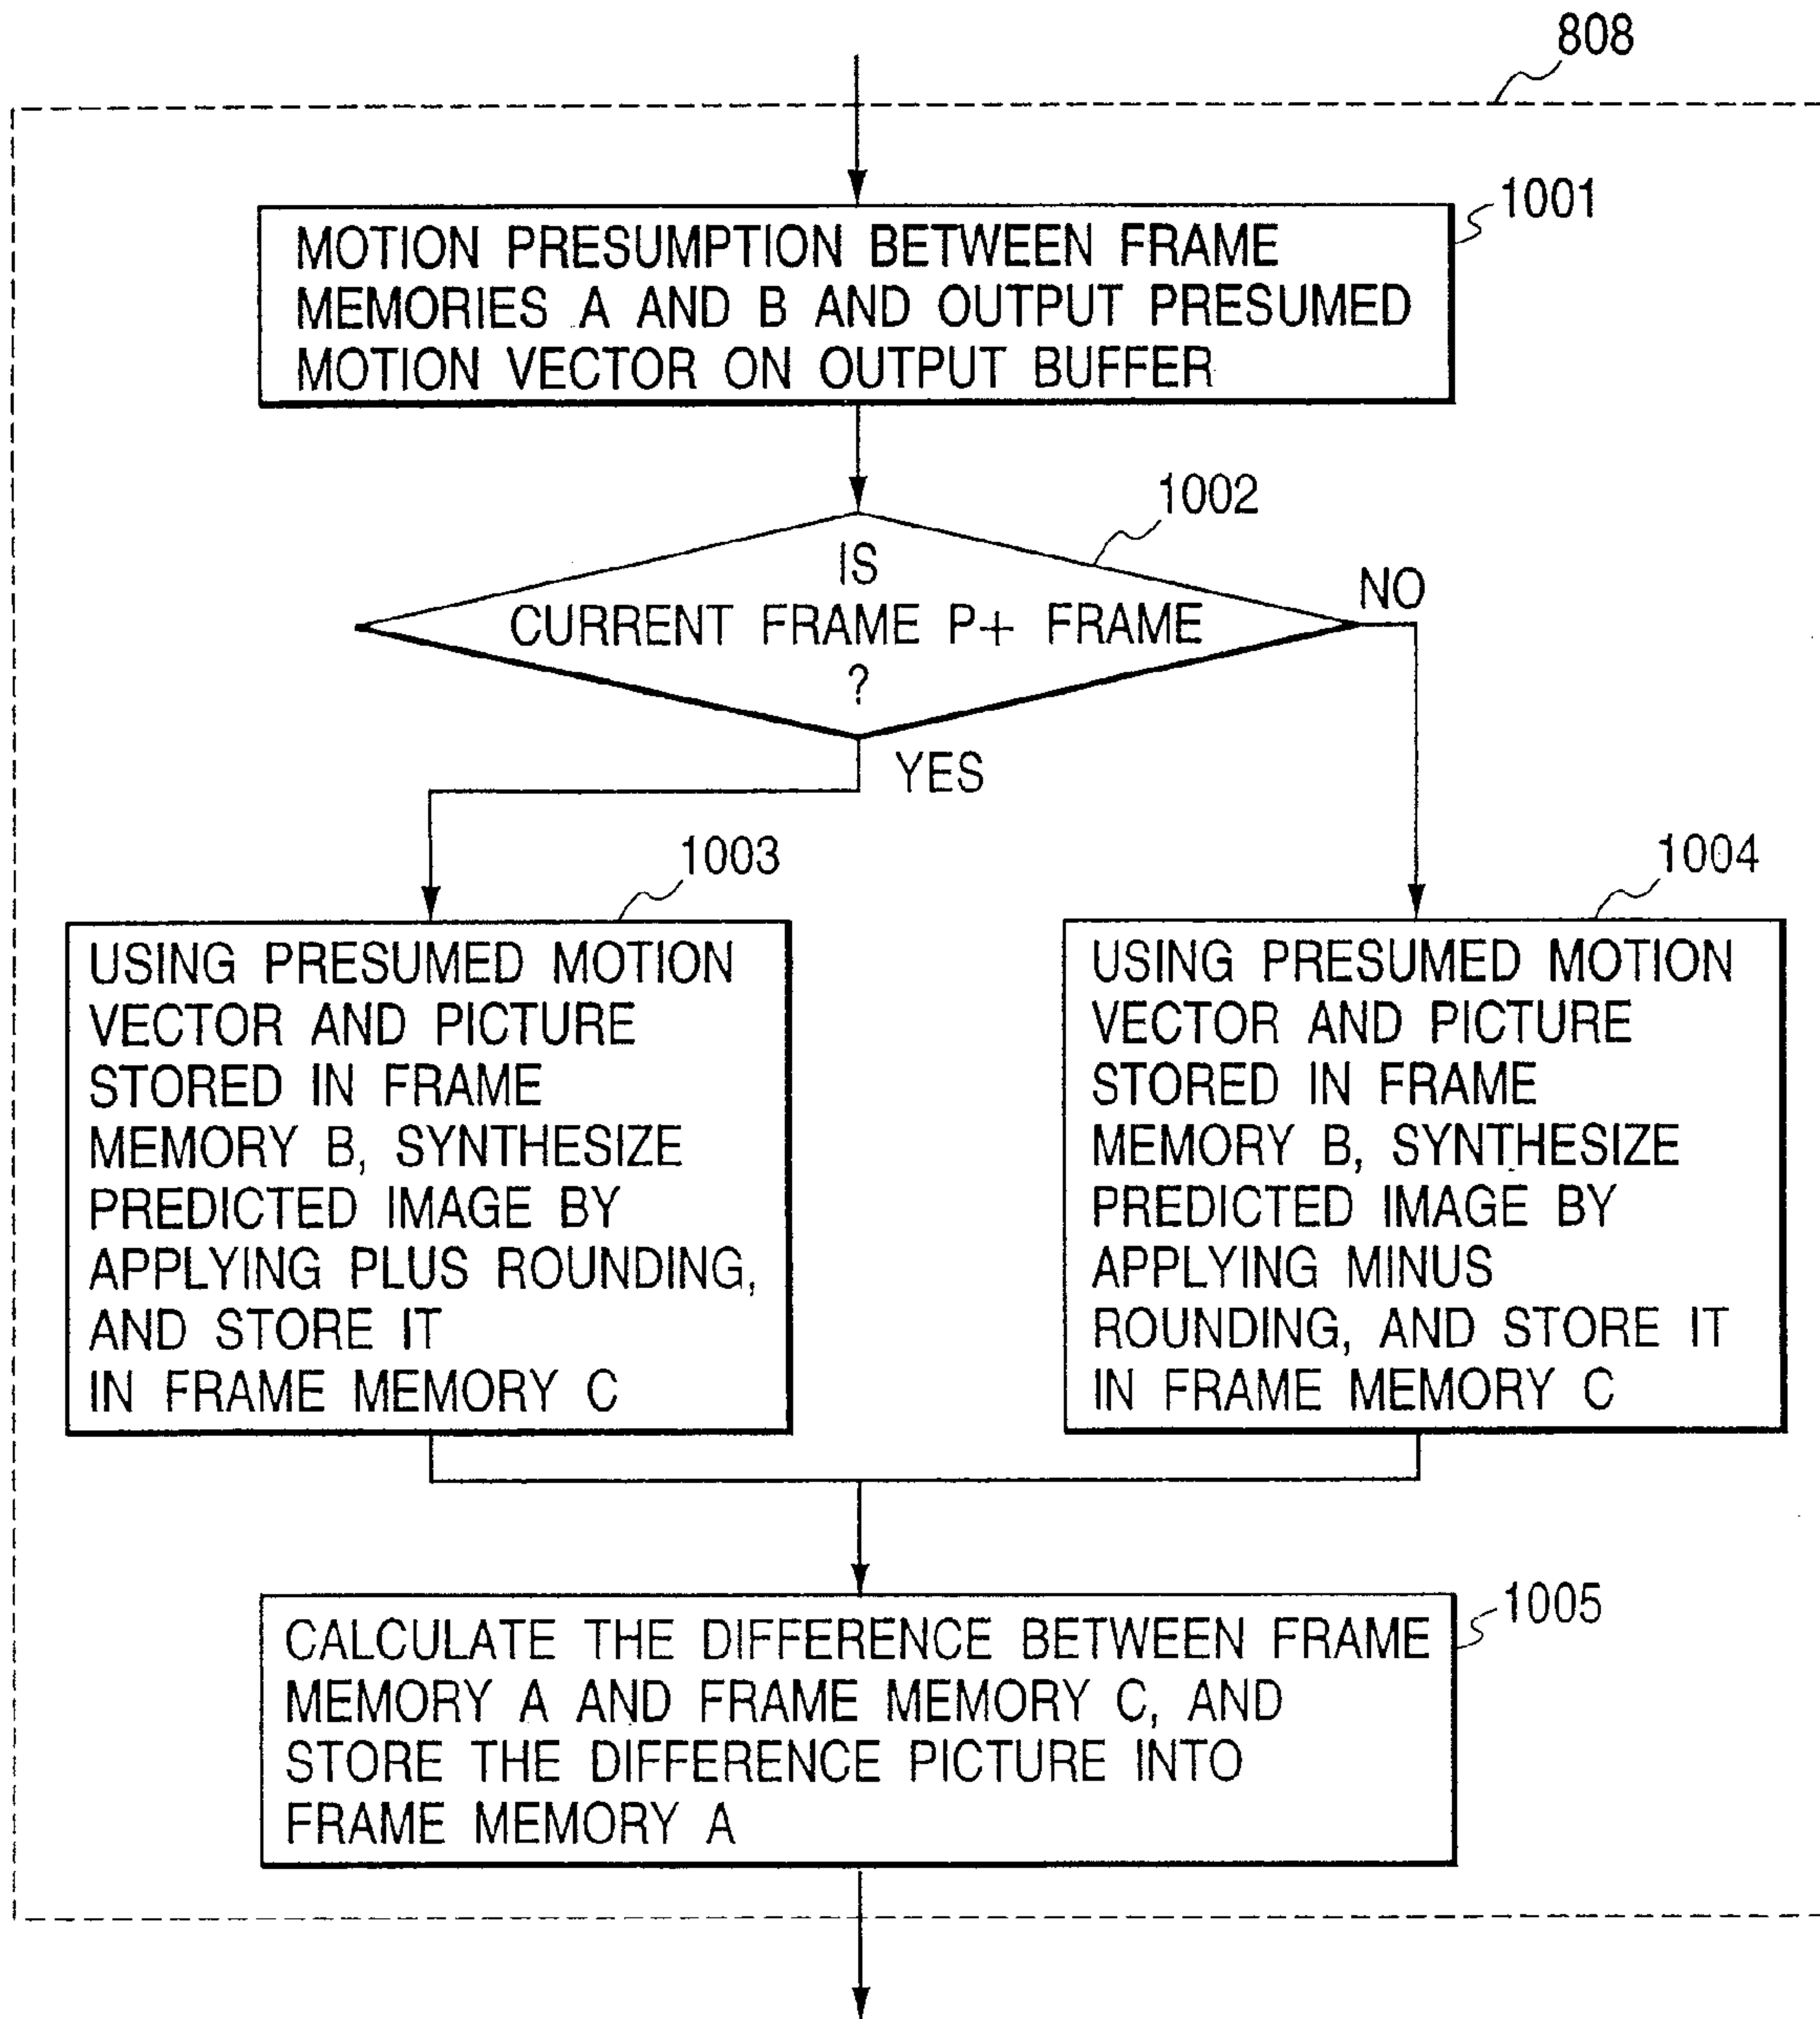 808
1001
MOTION PRESUMPTION BETWEEN FRAME
MEMORIES A AND B AND OUTPUT PRESUMED
MOTION VECTOR ON OUTPUT BUFFER
1002
IS
CURRENT FRAME P+ FRAME
?
NO
YES
1003
USING PRESUMED MOTION
VECTOR AND PICTURE
STORED IN FRAME
MEMORY B, SYNTHESIZE
PREDICTED IMAGE BY
APPLYING PLUS ROUNDING,
AND STORE IT
IN FRAME MEMORY C
1004
USING PRESUMED MOTION
VECTOR AND PICTURE
STORED IN FRAME
MEMORY B, SYNTHESIZE
PREDICTED IMAGE BY
APPLYING MINUS
ROUNDING, AND STORE IT
IN FRAME MEMORY C
1005
CALCULATE THE DIFFERENCE BETWEEN FRAME
MEMORY A AND FRAME MEMORY C, AND
STORE THE DIFFERENCE PICTURE INTO
FRAME MEMORY A